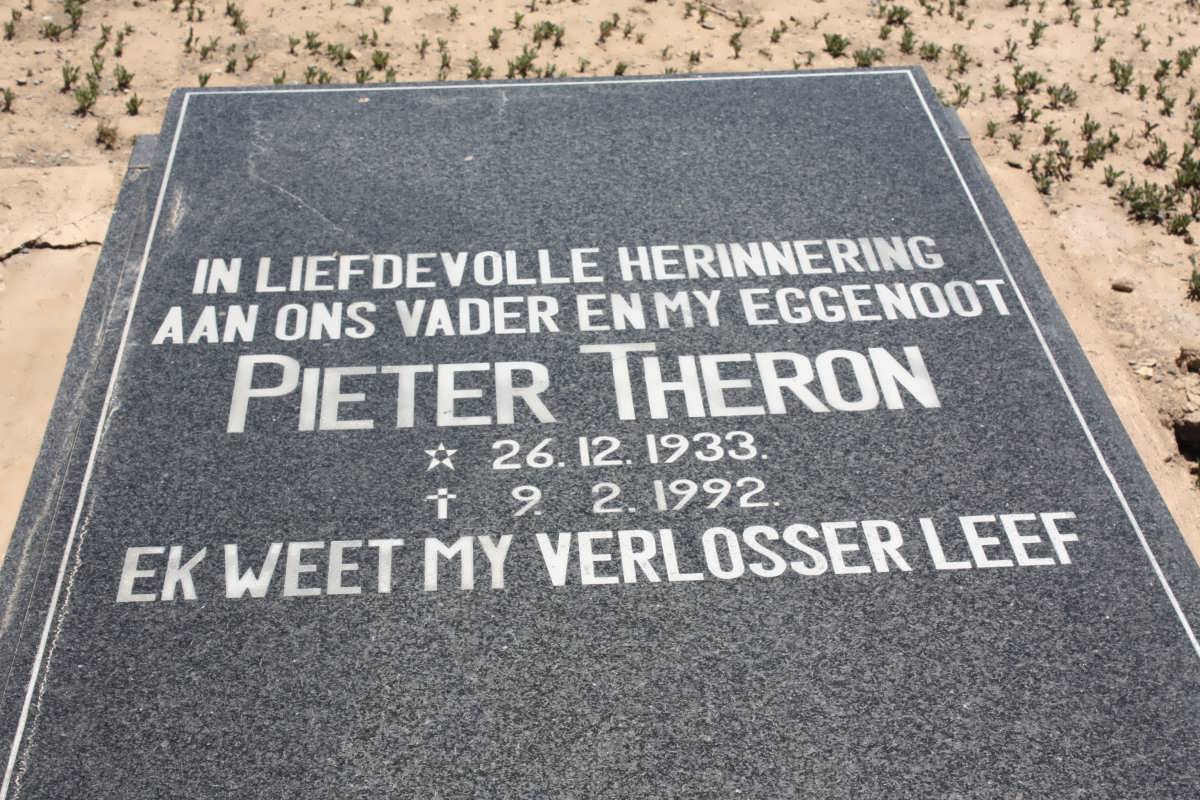 IN LIEFDEVOLLE HERINNERING
AAN ONS VADER EN MY EGGENOOT
PIETER THERON
☆ 26.12.1933.
✝ 9. 2.1992.
EK WEET MY VERLOSSER LEEF